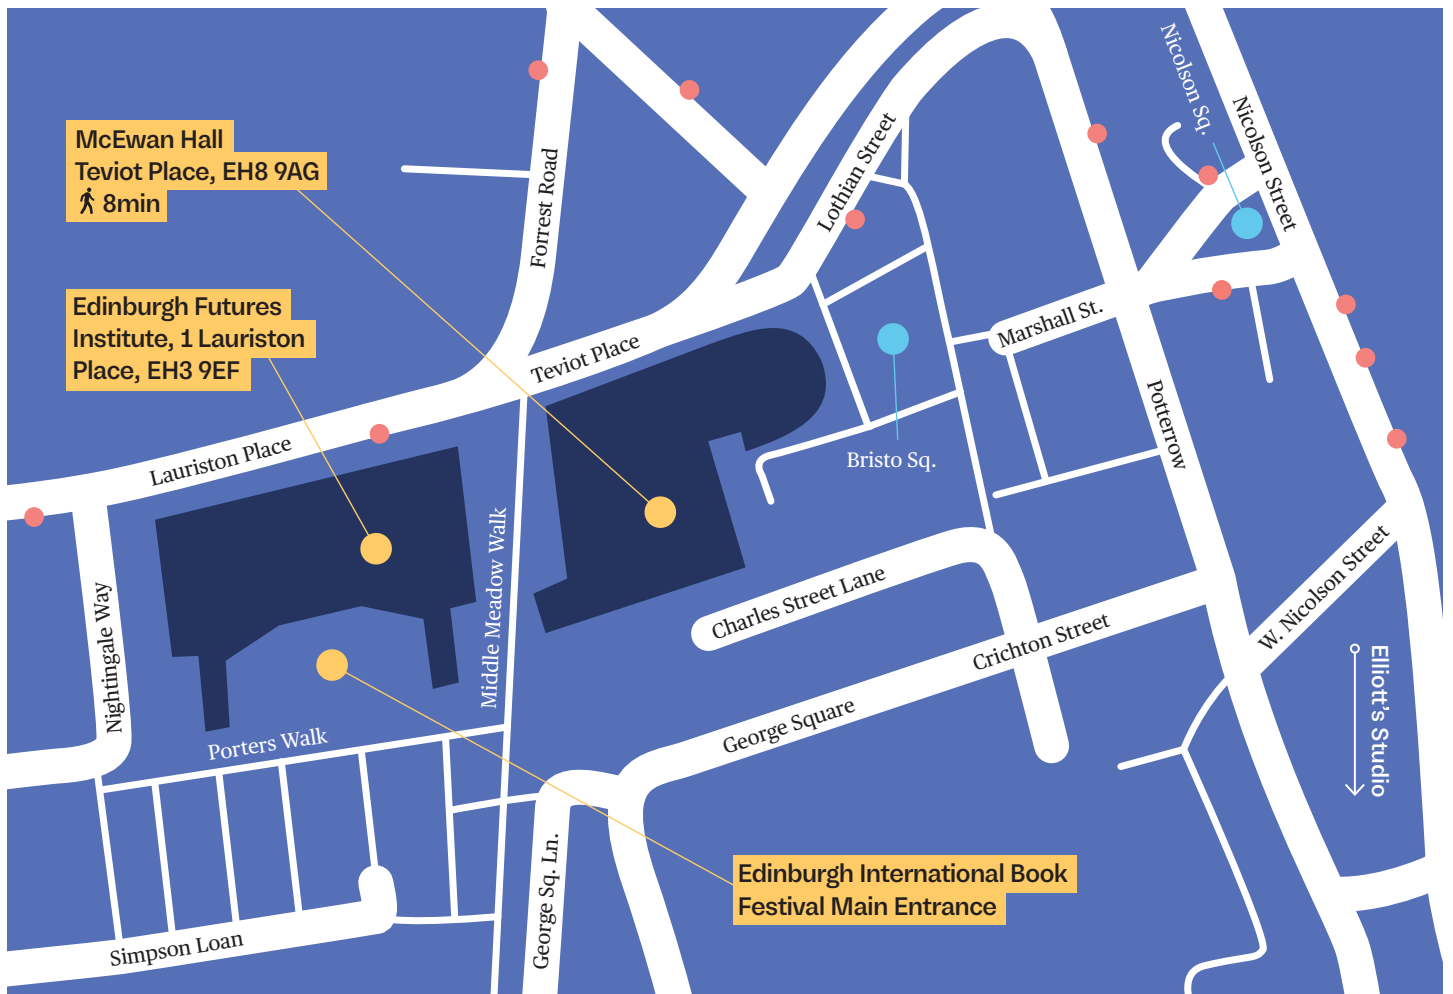 McEwan Hall
Teviot Place, EH8 9AG
8min
Edinburgh Futures
Institute, 1 Lauriston
Place, EH3 9EF
Forrest Road
Lothian Street
Nicolson Sq.
Nicolson Street
Teviot Place
Marshall St.
Lauriston Place
Potterrow
Bristo Sq.
Middle Meadow Walk
Nightingale Way
Charles Street Lane
Crichton Street
W. Nicolson Street
Elliott's Studio
George Square
Porters Walk
George Sq. Ln.
Edinburgh International Book
Festival Main Entrance
Simpson Loan